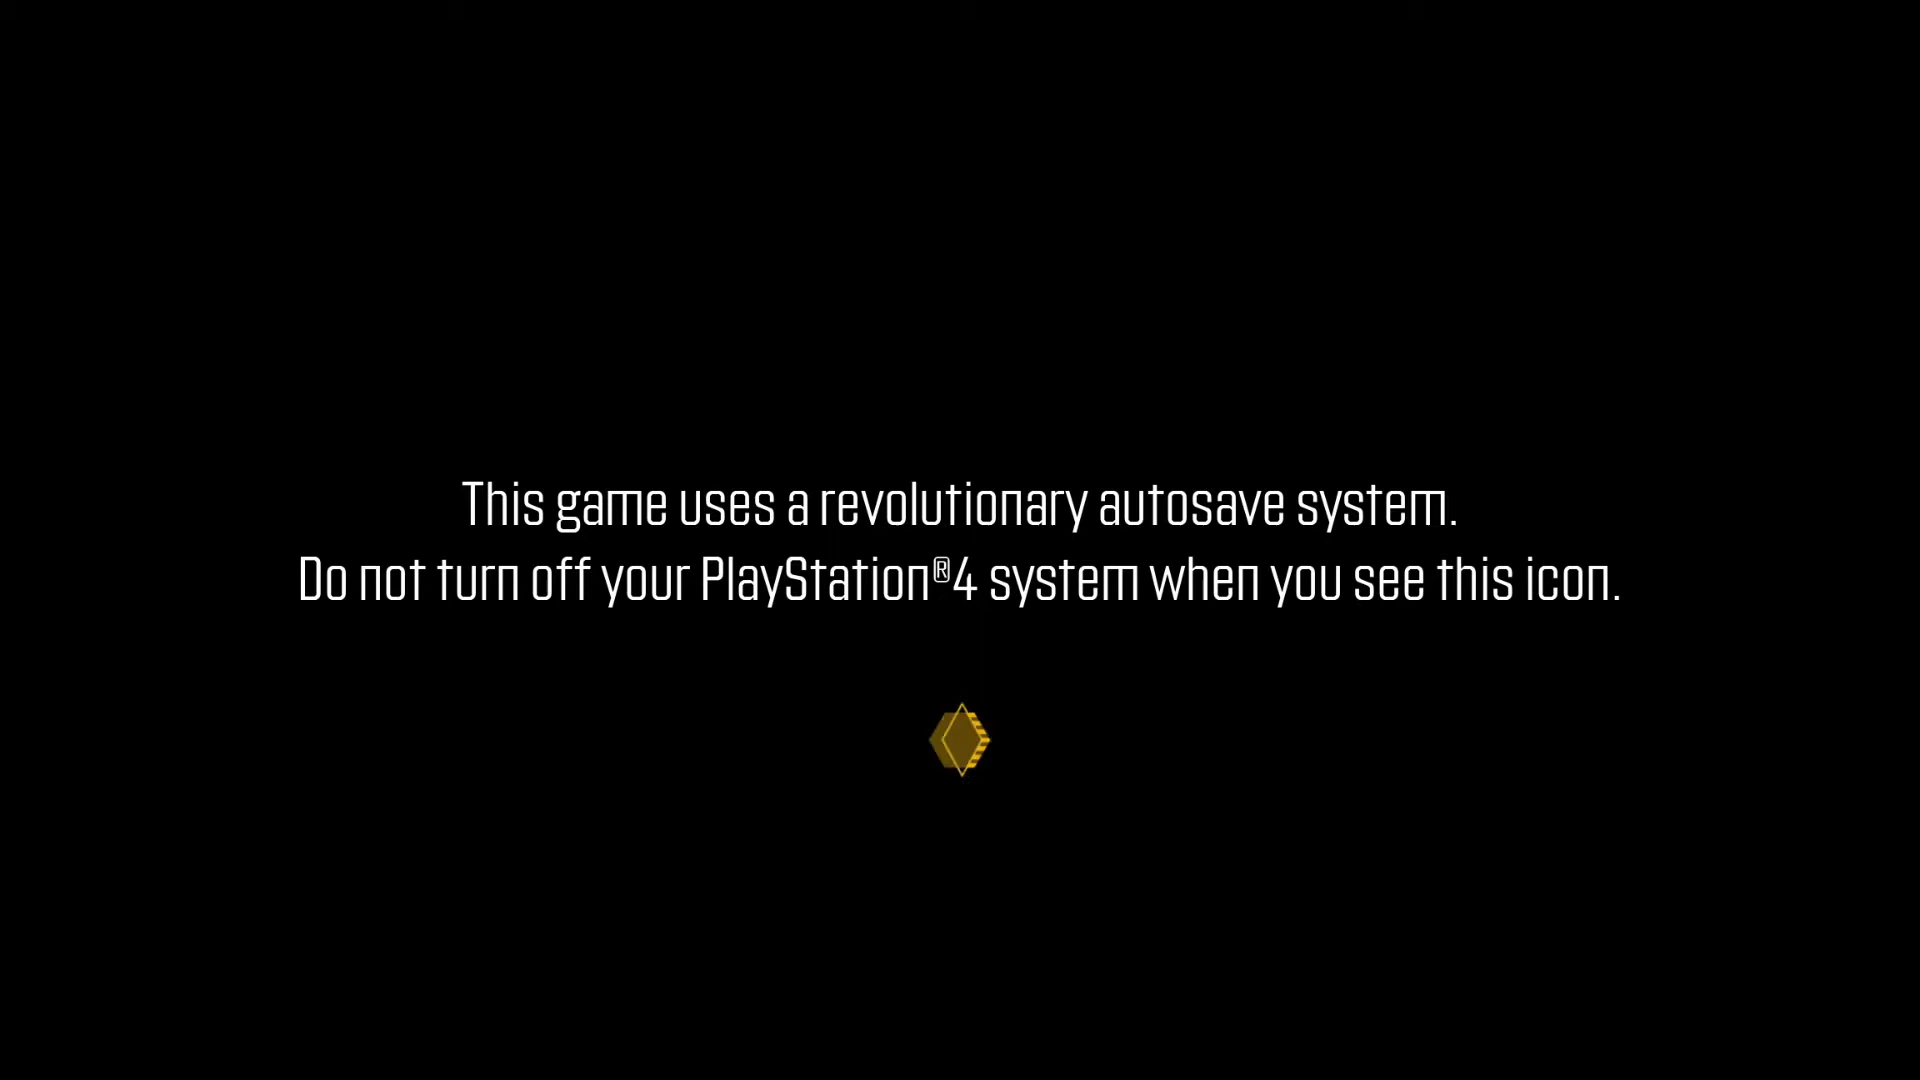 This game uses a revolutionary autosave system.
Do not turn off your PlayStation®4 system when you see this icon.